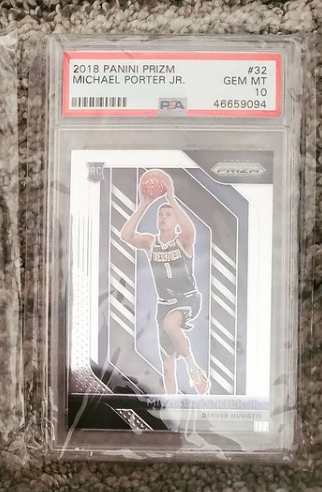 2018 PANINI PRIZM #32
MICHAEL PORTER JR. GEM MT
10
PSA 46659094
RC
PRIZM
DENVER
1
DENVER NUGGETS